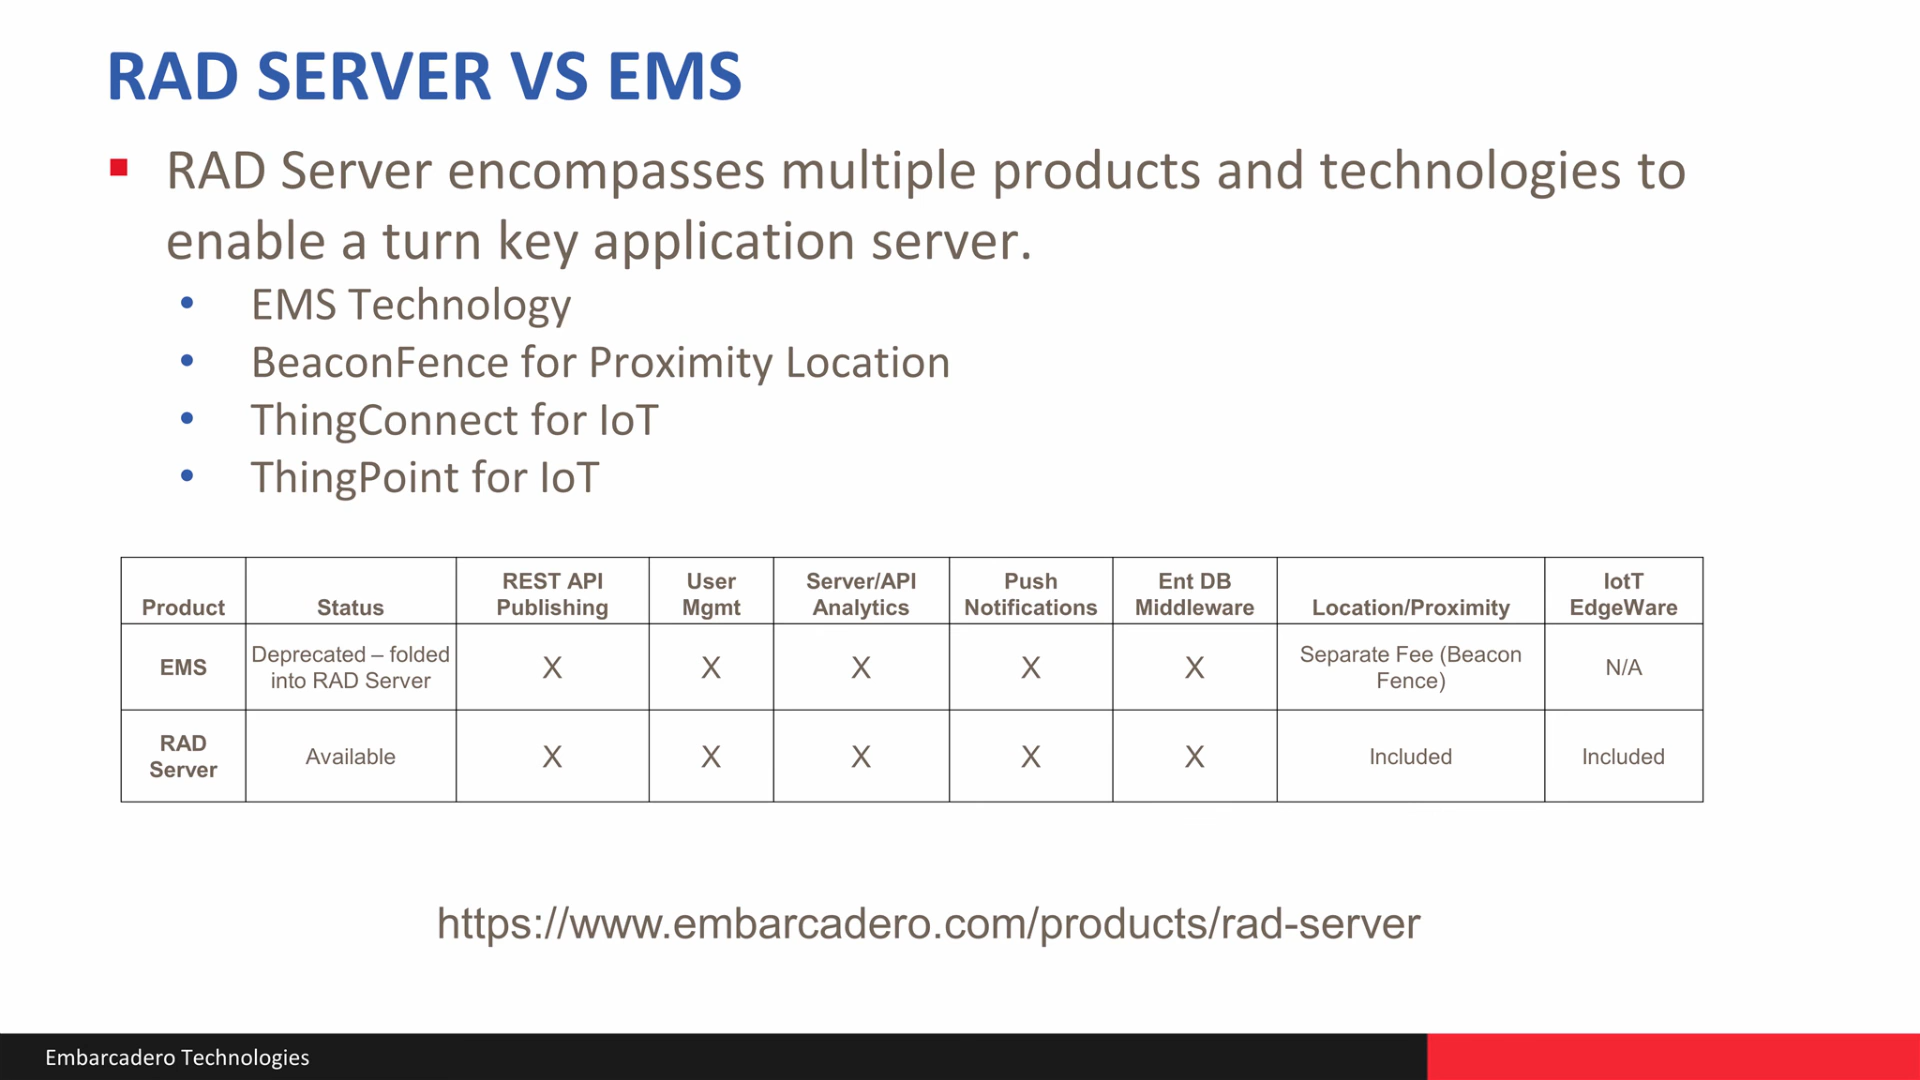 RAD SERVER VS EMS
▪ RAD Server encompasses multiple products and technologies to
enable a turn key application server.
• EMS Technology
• BeaconFence for Proximity Location
• ThingConnect for IoT
• ThingPoint for IoT
Product Status REST API Publishing User Mgmt Server/API Analytics Push Notifications Ent DB Middleware Location/Proximity IotT EdgeWare
EMS Deprecated – folded into RAD Server X X X X X Separate Fee (Beacon Fence) N/A
RAD Server Available X X X X X Included Included
https://www.embarcadero.com/products/rad-server
Embarcadero Technologies